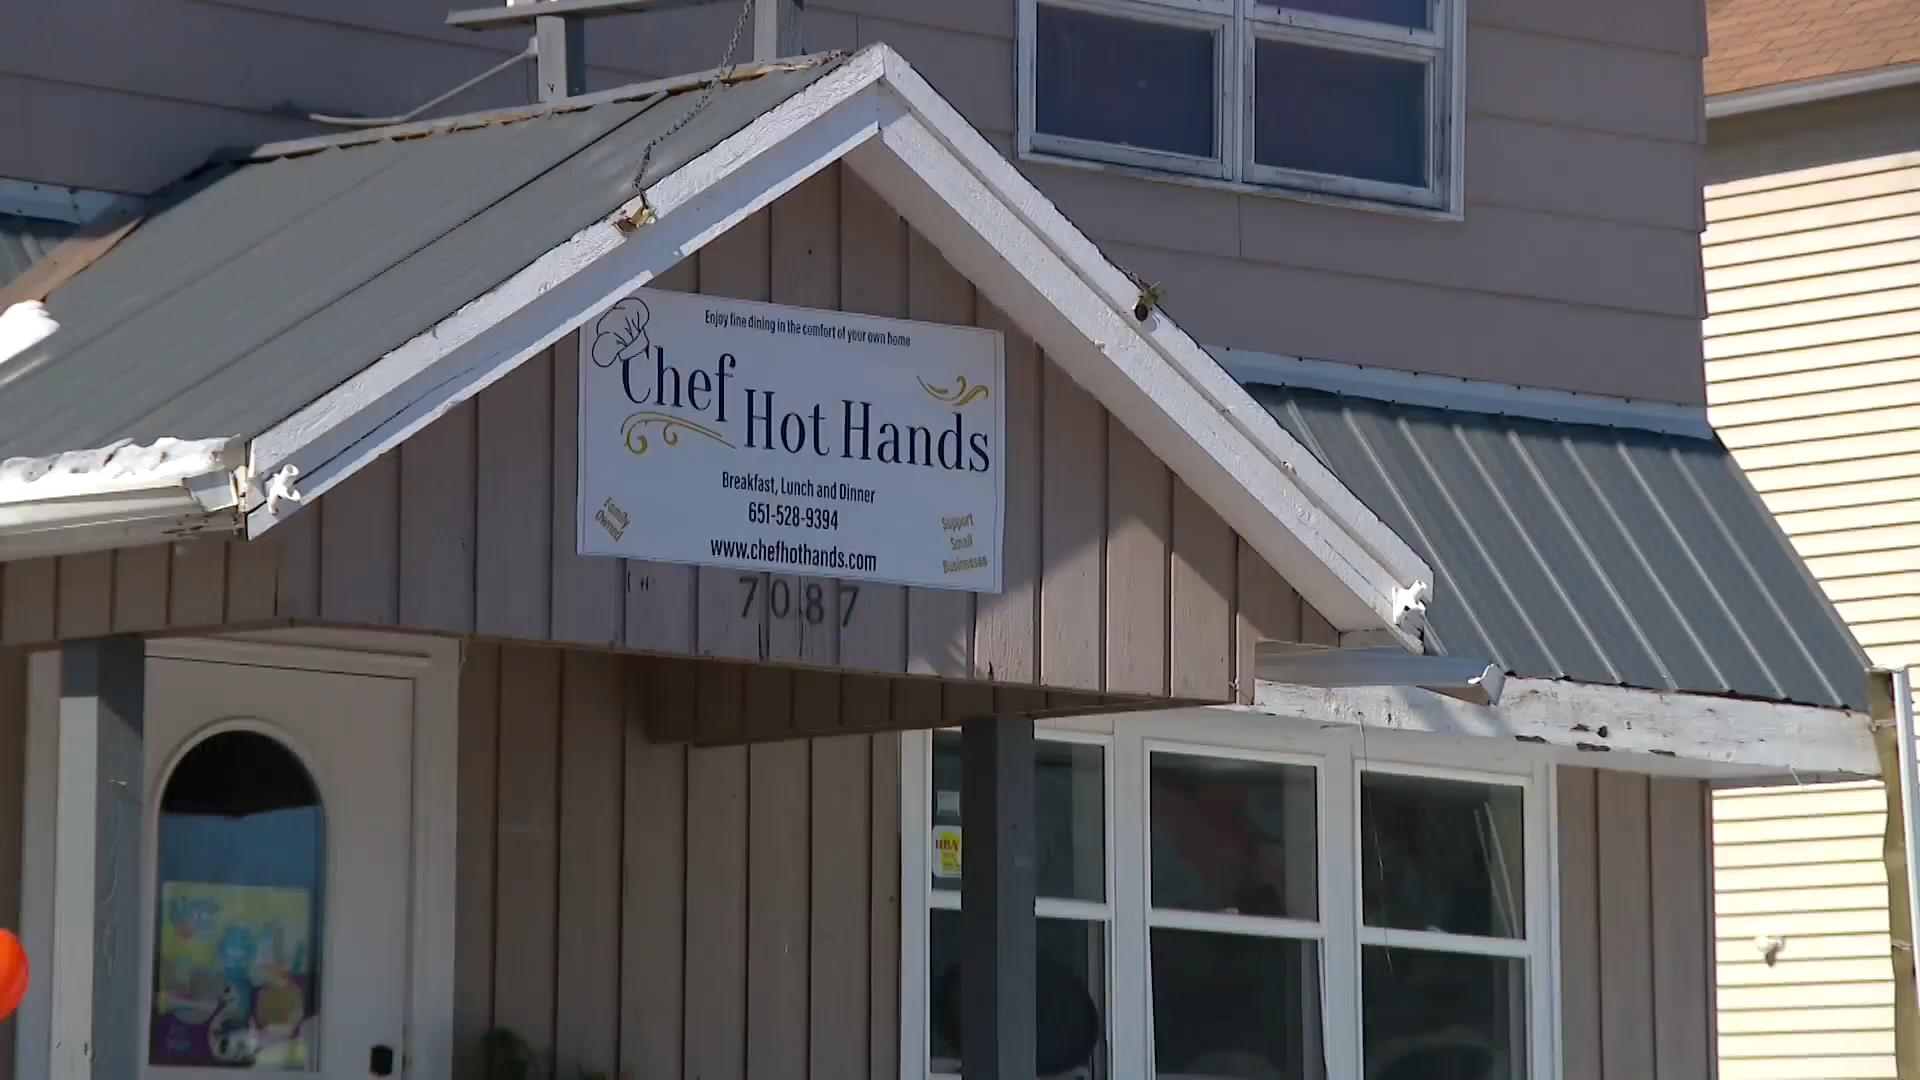 Enjoy fine dining in the comfort of your own home
Chef
Hot Hands
Breakfast, Lunch and Dinner
651-528-9394
www.chefhothands.com
Family
Owned
Support
Small
Businesses
7087